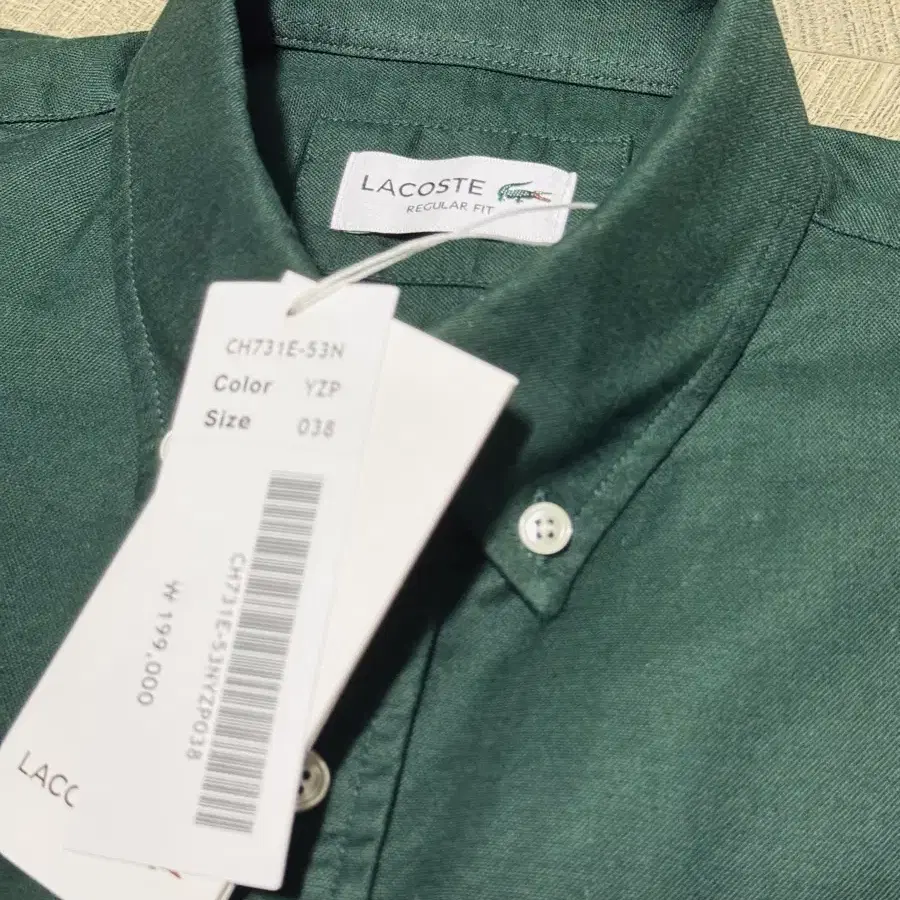 LACOSTE
REGULAR FIT
CH731E-53N
Color YZP
Size 038
CH731E-53NYZP038
₩ 199,000
LACC